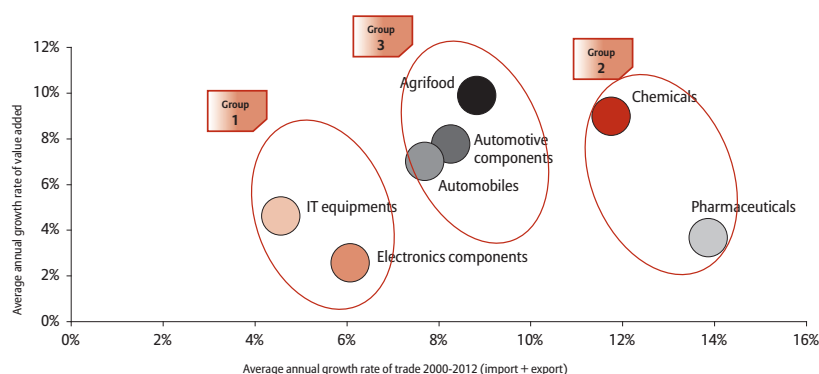 Group
3
Group
2
Group
1
12%
10%
8%
6%
4%
2%
0%
Average annual growth rate of value added
Agrifood
Chemicals
Automotive
components
Automobiles
IT equipments
Pharmaceuticals
Electronics components
0%
2%
4%
6%
8%
10%
12%
14%
16%
Average annual growth rate of trade 2000-2012 (import + export)